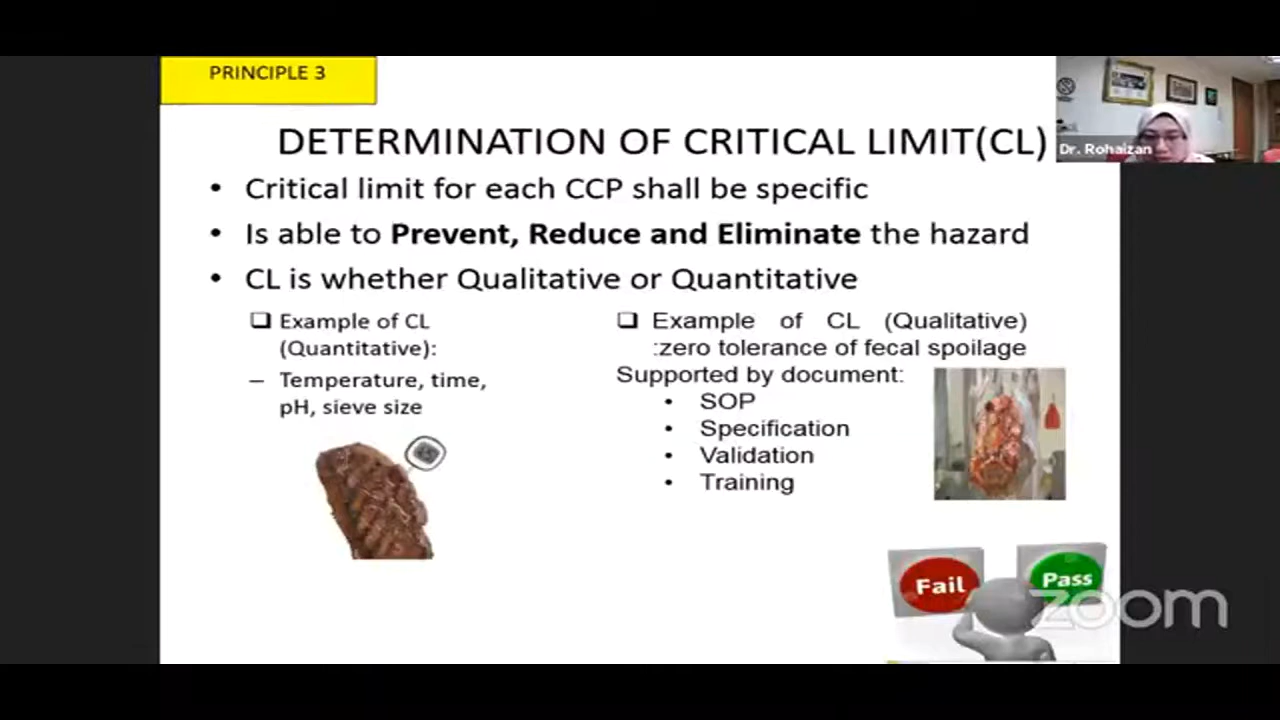 PRINCIPLE 3
Dr. Rohaizan
DETERMINATION OF CRITICAL LIMIT(CL)
• Critical limit for each CCP shall be specific
• Is able to Prevent, Reduce and Eliminate the hazard
• CL is whether Qualitative or Quantitative
❑ Example of CL
(Quantitative):
– Temperature, time,
pH, sieve size
❑ Example of CL (Qualitative)
:zero tolerance of fecal spoilage
Supported by document:
• SOP
• Specification
• Validation
• Training
Fail
Pass
zoom